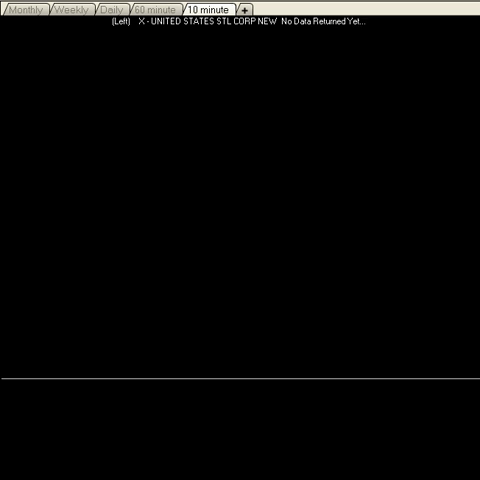 Monthly Weekly Daily 60 minute 10 minute +
(Left) X - UNITED STATES STL CORP NEW No Data Returned Yet...